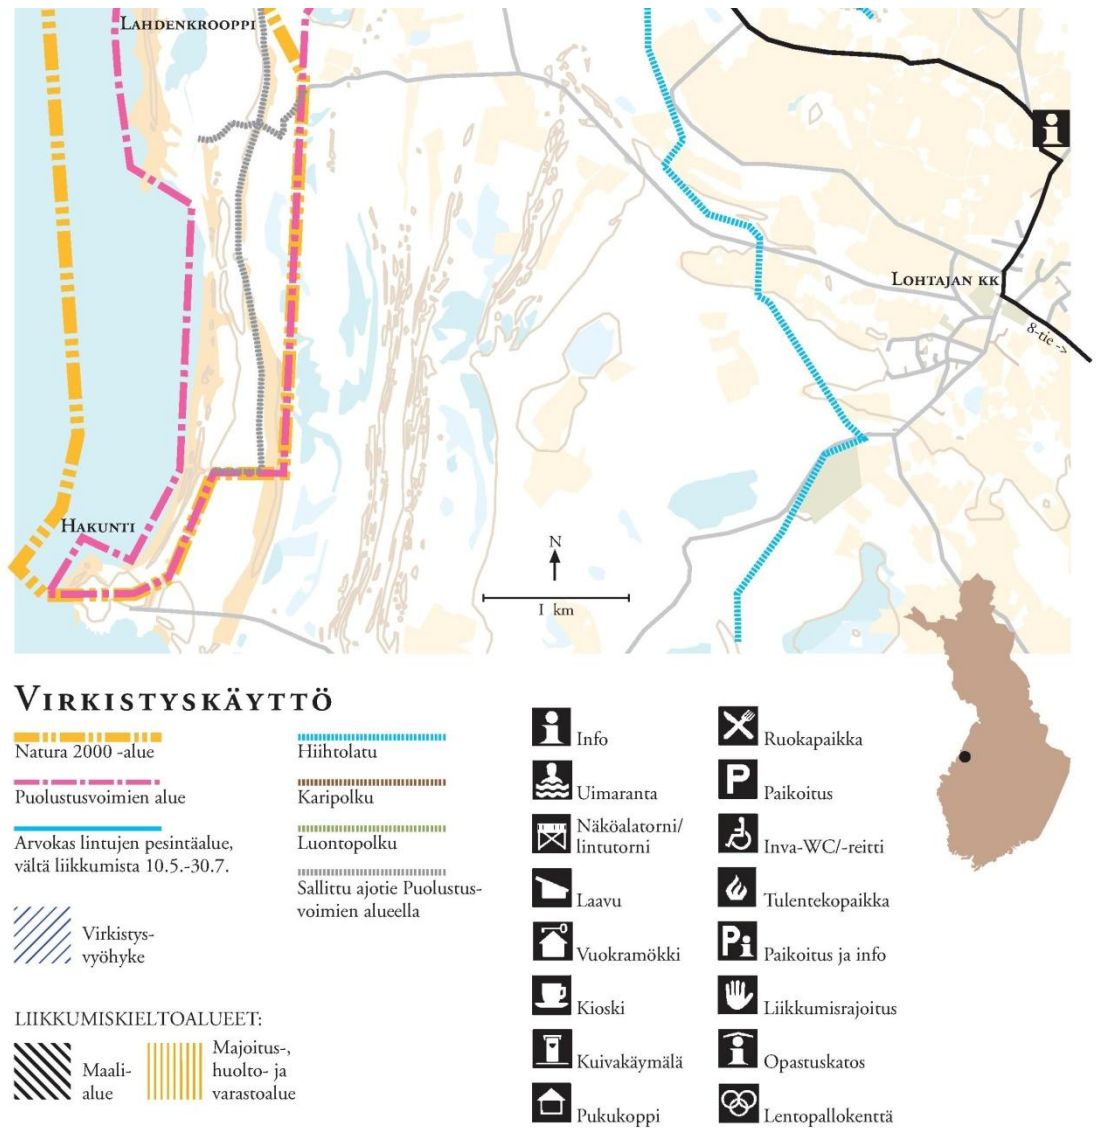 LAHDENKROOPPI
LOHTAJAN KK
8-tie ->
HAKUNTI
N
1 km
VIRKISTYSKÄYTTÖ
Natura 2000 -alue
Puolustusvoimien alue
Arvokas lintujen pesintäalue,
vältä liikkumista 10.5.-30.7.
Virkistys-
vyöhyke
LIIKKUMISKIELTOALUEET:
Maali-
alue
Majoitus-,
huolto- ja
varastoalue
Hiihtolatu
Karipolku
Luontopolku
Sallittu ajotie Puolustus-
voimien alueella
Info
Uimaranta
Näköalatorni/
lintutorni
Laavu
Vuokramökki
Kioski
Kuivakäymälä
Pukukoppi
Ruokapaikka
P
Paikoitus
Inva-WC/-reitti
Tulentekopaikka
Pi
Paikoitus ja info
Liikkumisrajoitus
Opastuskatos
Lentopallokenttä